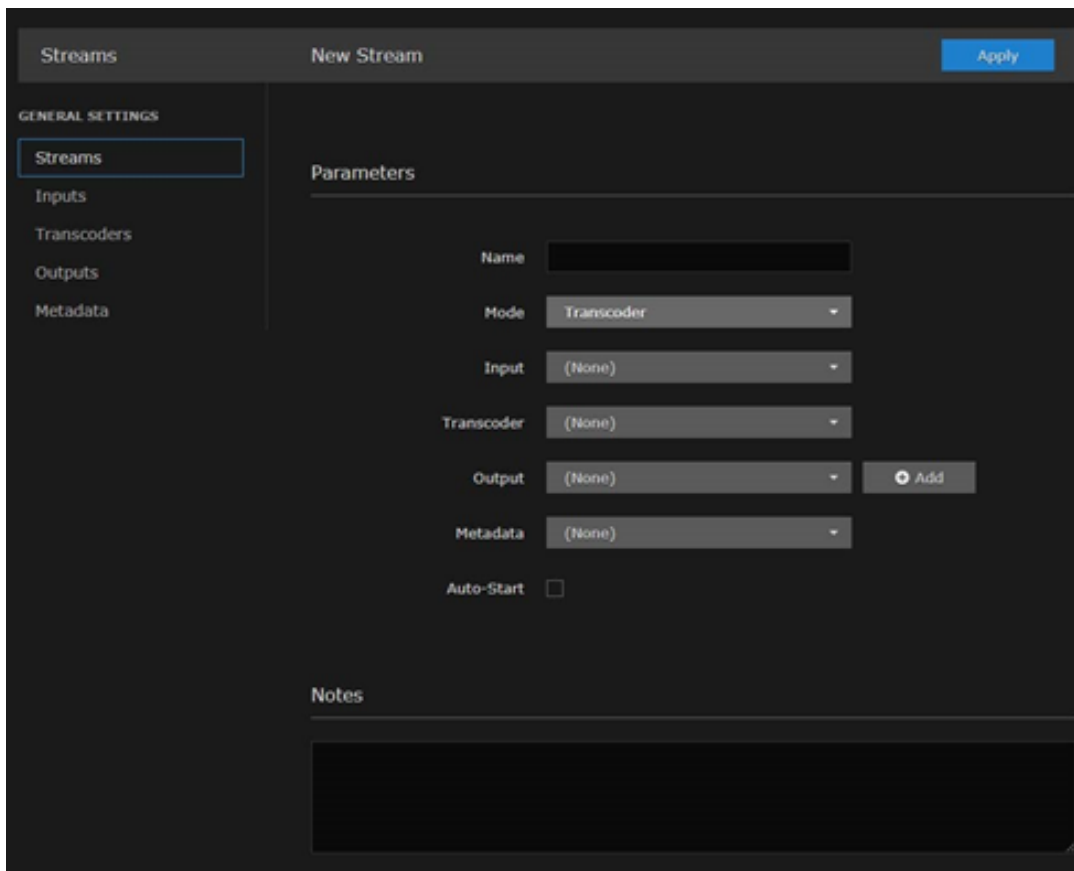 Streams
New Stream
Apply
GENERAL SETTINGS
Streams
Inputs
Transcoders
Outputs
Metadata
Parameters
Name
Mode Transcoder
Input (None)
Transcoder (None)
Output (None) Add
Metadata (None)
Auto-Start
Notes